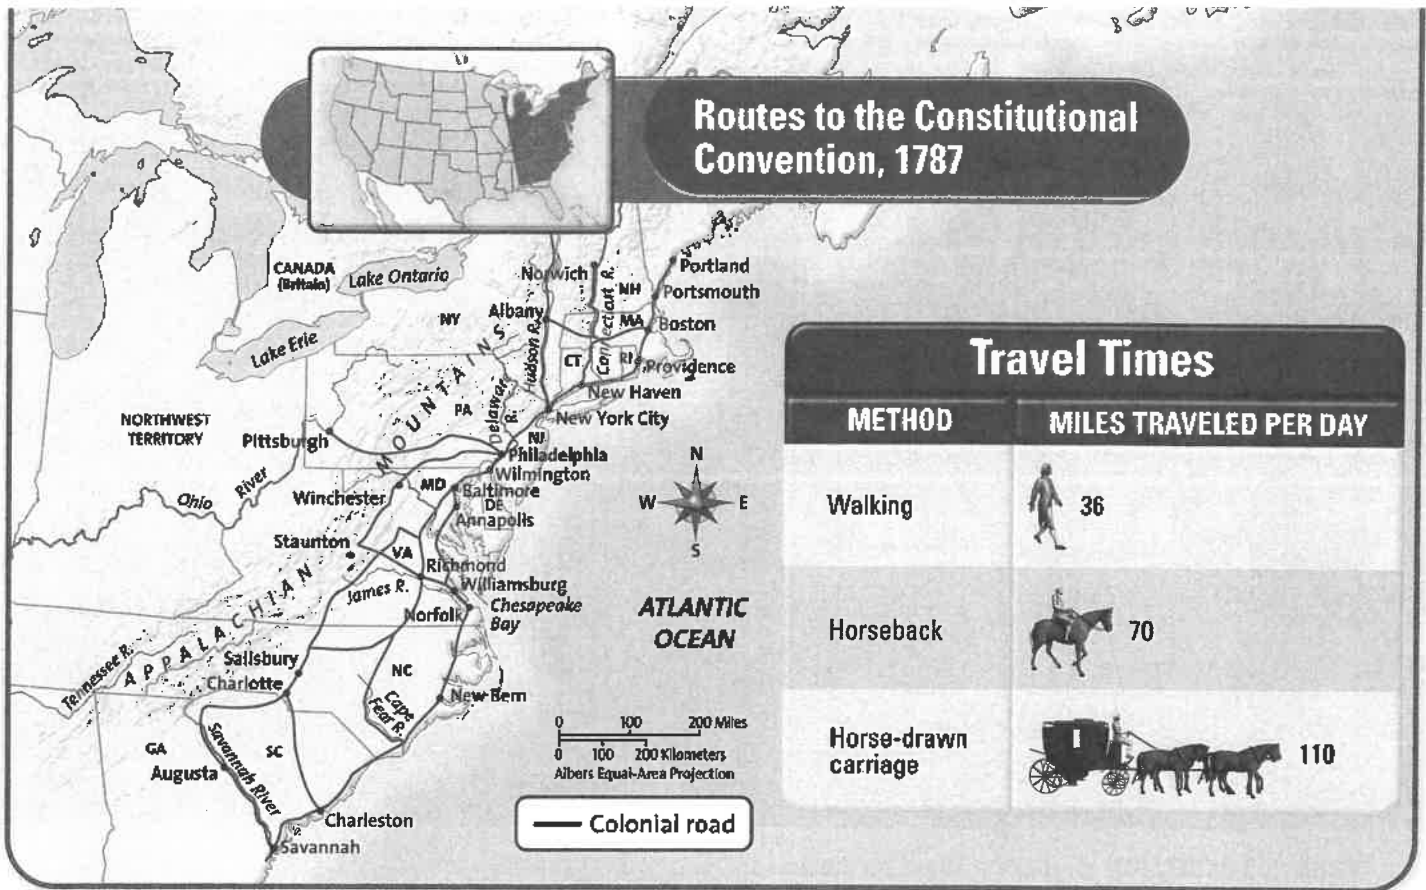 Routes to the Constitutional
Convention, 1787
CANADA
(Britain)
Lake Ontario
Lake Erie
Norwich
Portland
NH
Portsmouth
Albany
NY
MA
Boston
Hudson R.
CT
RI
Providence
New Haven
New York City
PA
Delaware
R.
NJ
NORTHWEST
TERRITORY
Pittsburgh
Philadelphia
Wilmington
Ohio River
Winchester
MD
Baltimore
DE
Annapolis
Staunton
VA
Richmond
Williamsburg
James R.
Chesapeake
Bay
Norfolk
APPALACHIAN MOUNTAINS
Tennessee R.
Salisbury
Charlotte
NC
Cape
Fear R.
New Bern
GA
SC
Augusta
Savannah River
Charleston
Savannah
N
W E
S
ATLANTIC
OCEAN
0 100 200 Miles
0 100 200 Kilometers
Albers Equal-Area Projection
Colonial road
Travel Times
METHOD MILES TRAVELED PER DAY
Walking 36
Horseback 70
Horse-drawn
carriage 110